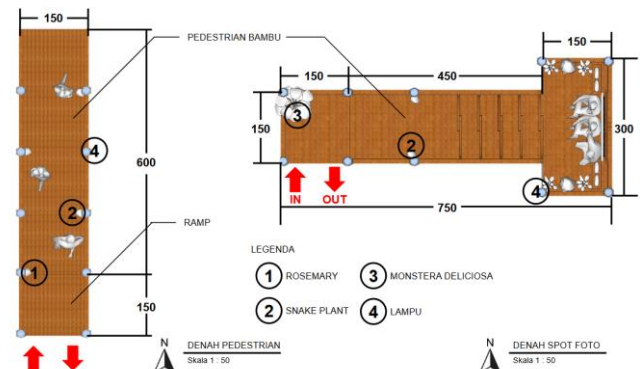 150
PEDESTRIAN BAMBU
4
600
2
RAMP
1
150
150
450
150
3
150
2
300
4
IN OUT
750
LEGENDA
1 ROSEMARY
3 MONSTERA DELICIOSA
2 SNAKE PLANT
4 LAMPU
N
DENAH PEDESTRIAN
Skala 1 : 50
N
DENAH SPOT FOTO
Skala 1 : 50